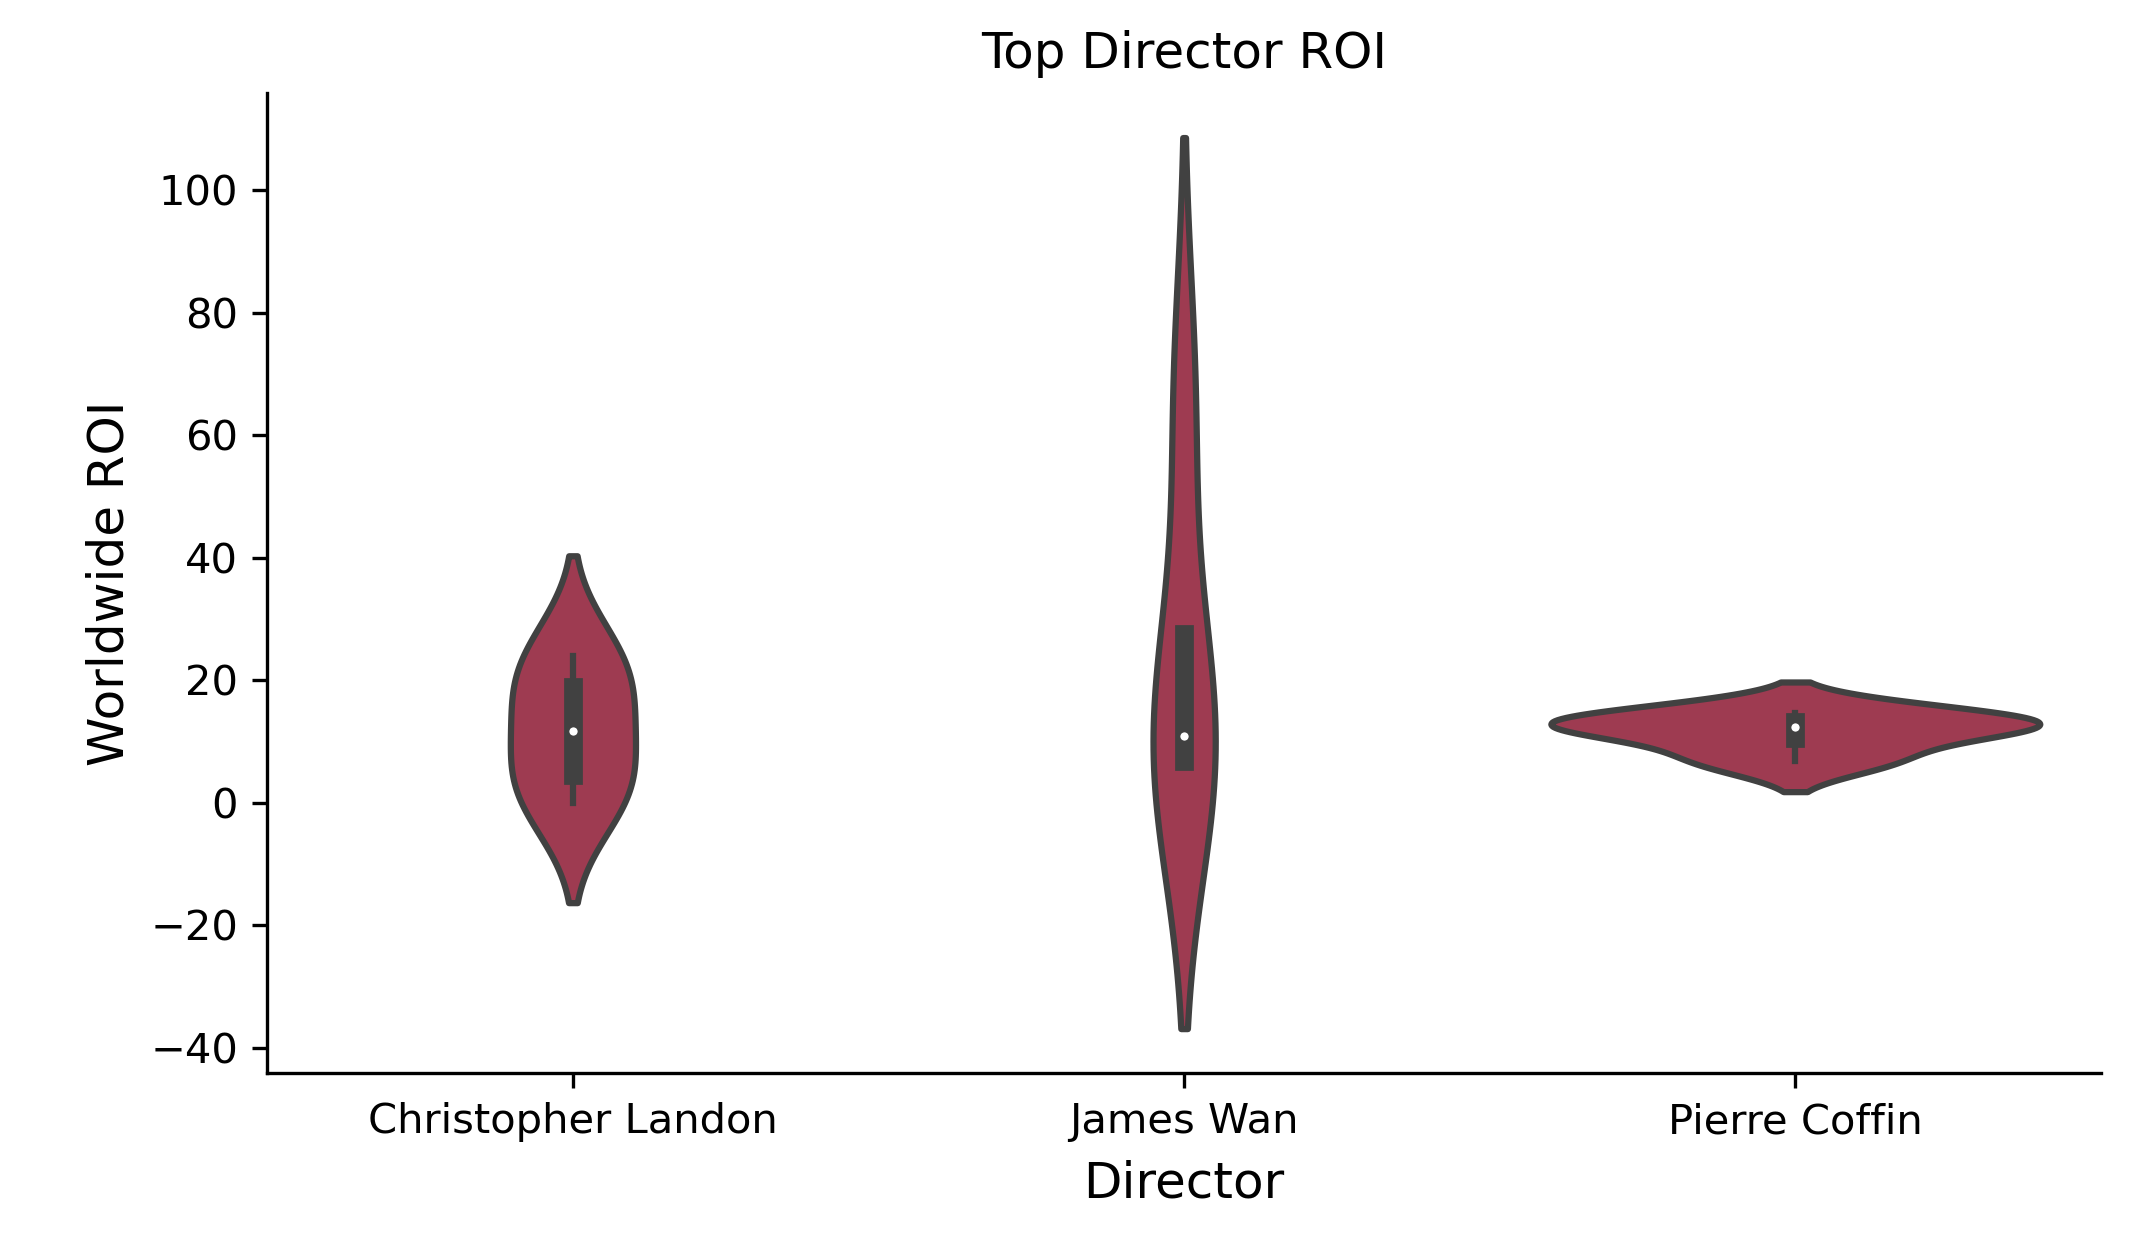 Top Director ROI
Worldwide ROI
100
80
60
40
20
0
−20
−40
Christopher Landon
James Wan
Pierre Coffin
Director